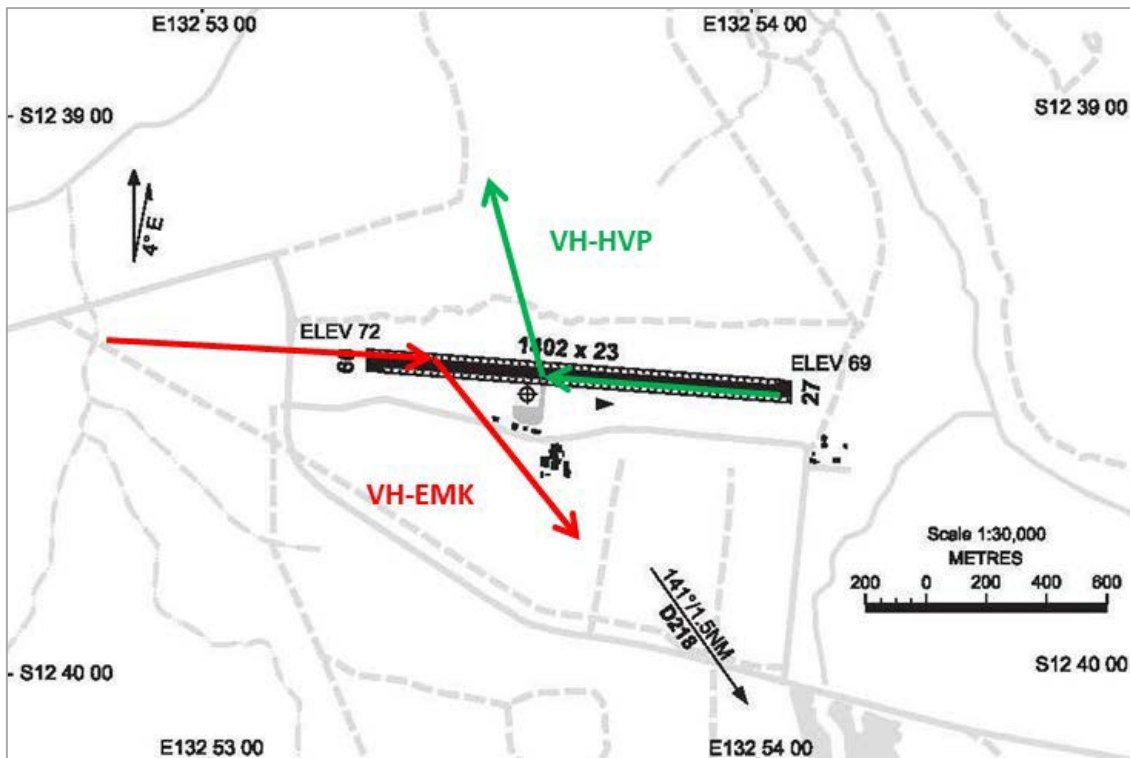 E132 53 00
E132 54 00
S12 39 00
S12 39 00
4° E
VH-HVP
ELEV 72
1402 x 23
ELEV 69
09
27
VH-EMK
Scale 1:30,000
METRES
200 0 200 400 600
141°/1.5NM
D218
S12 40 00
S12 40 00
E132 53 00
E132 54 00